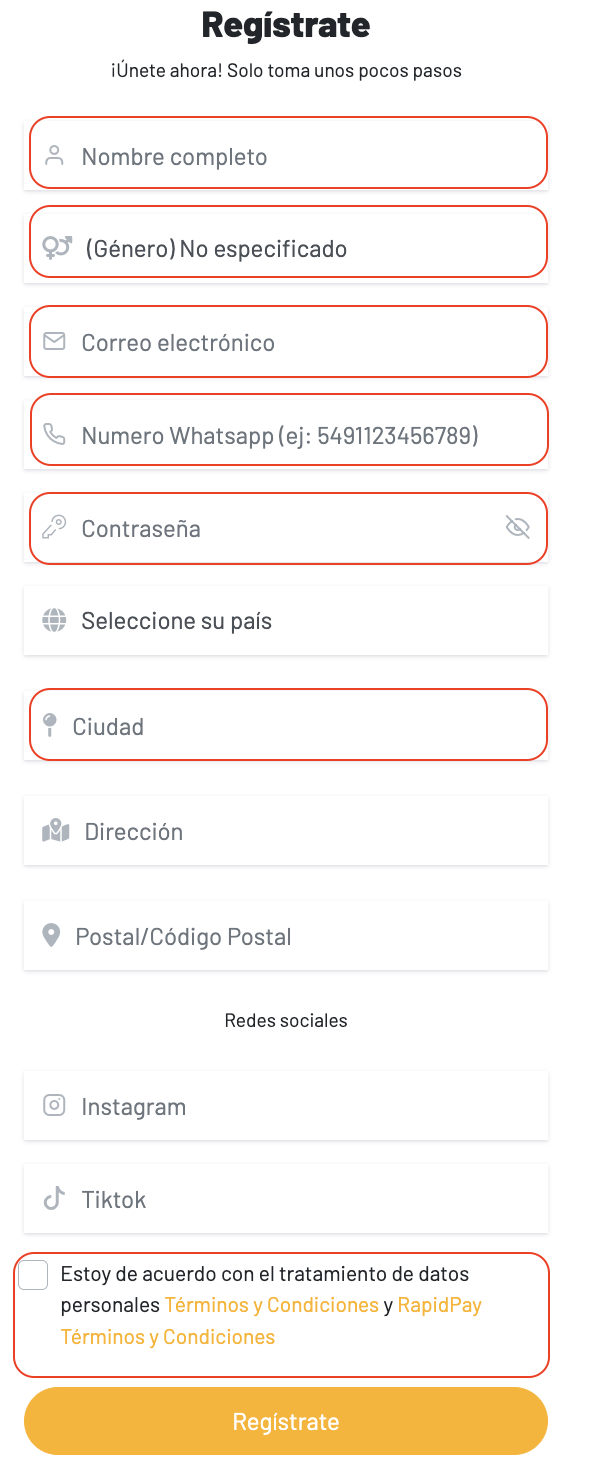 Regístrate
¡Únete ahora! Solo toma unos pocos pasos
Nombre completo
(Género) No especificado
Correo electrónico
Numero Whatsapp (ej: 5491123456789)
Contraseña
Seleccione su país
Ciudad
Dirección
Postal/Código Postal
Redes sociales
Instagram
Tiktok
Estoy de acuerdo con el tratamiento de datos
personales Términos y Condiciones y RapidPay
Términos y Condiciones
Regístrate